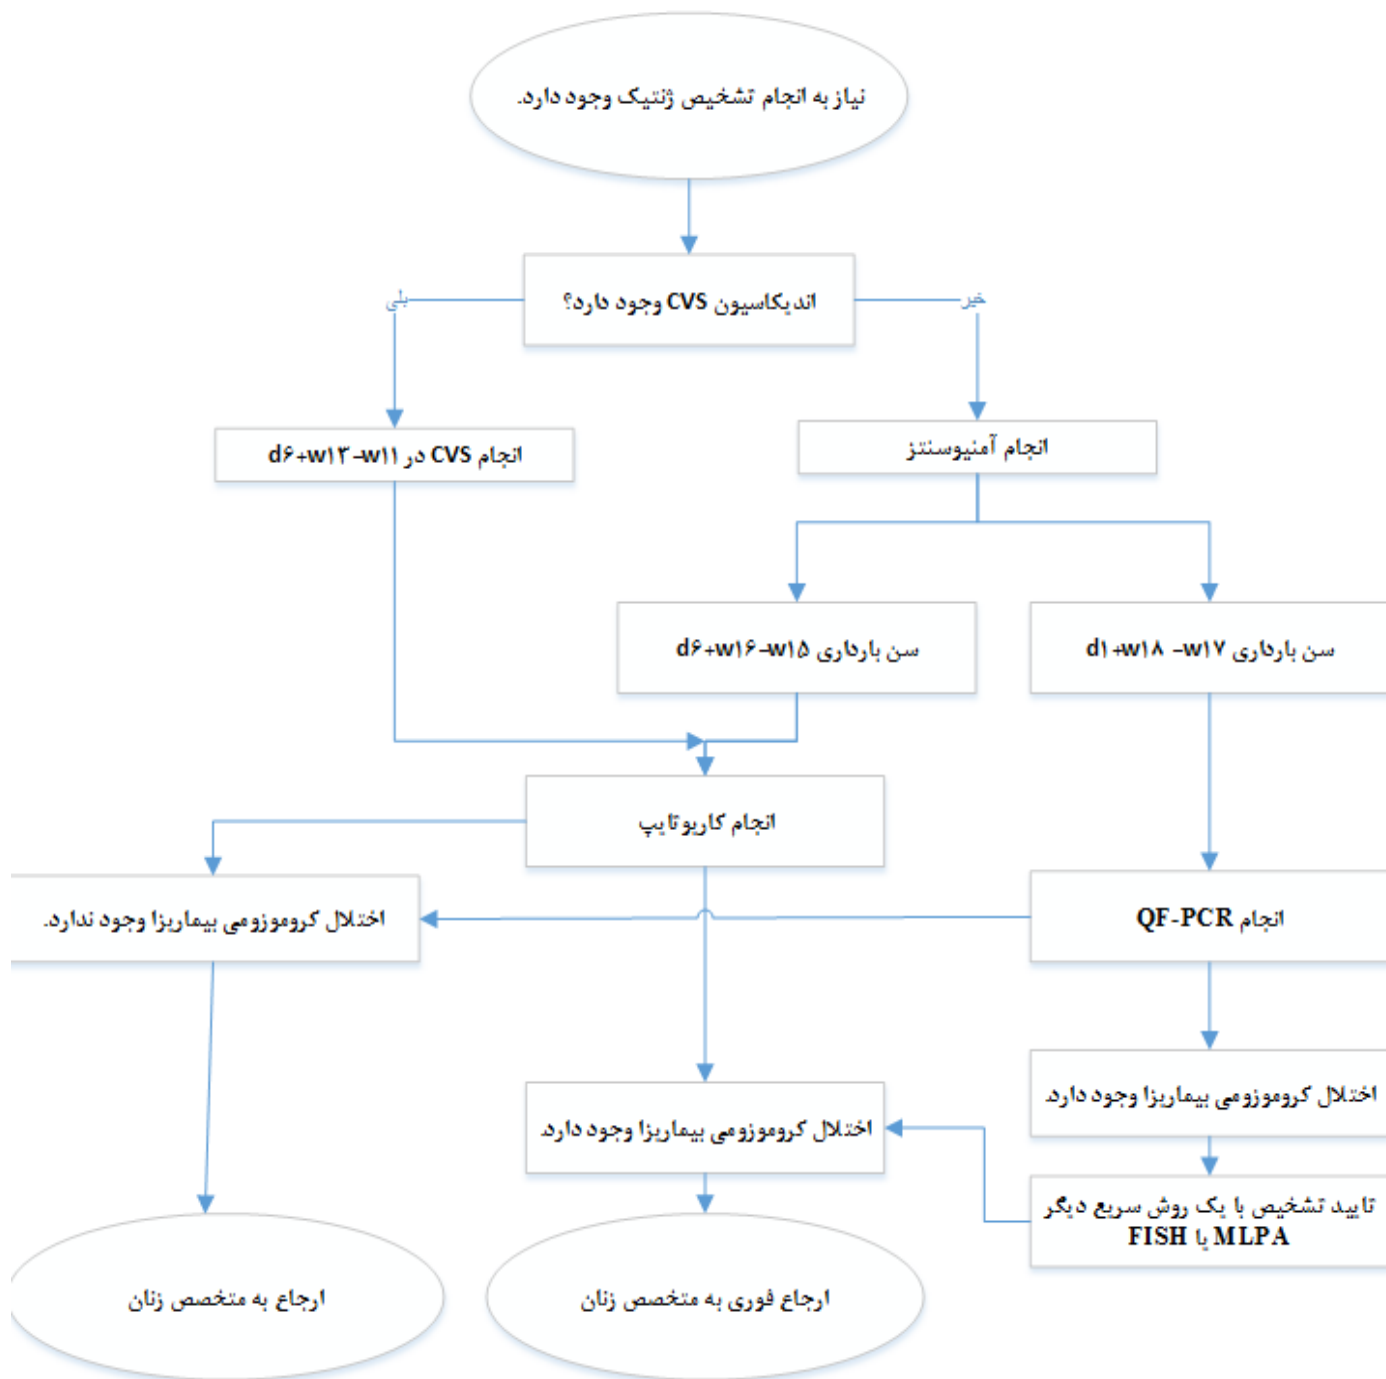 نیاز به انجام تشخیص ژنتیک وجود دارد.
اندیکاسیون CVS وجود دارد؟
بلی
خیر
انجام CVS در d۶+w۱۳-w۱۱
انجام آمنیوسنتز
سن بارداری d۶+w۱۶-w۱۵
سن بارداری d۱+w۱۸ -w۱۷
انجام کاریوتایپ
اختلال کروموزومی بیماریزا وجود ندارد.
انجام QF-PCR
اختلال کروموزومی بیماریزا وجود دارد.
اختلال کروموزومی بیماریزا وجود دارد.
تایید تشخیص با یک روش سریع دیگر
MLPA یا FISH
ارجاع به متخصص زنان
ارجاع فوری به متخصص زنان